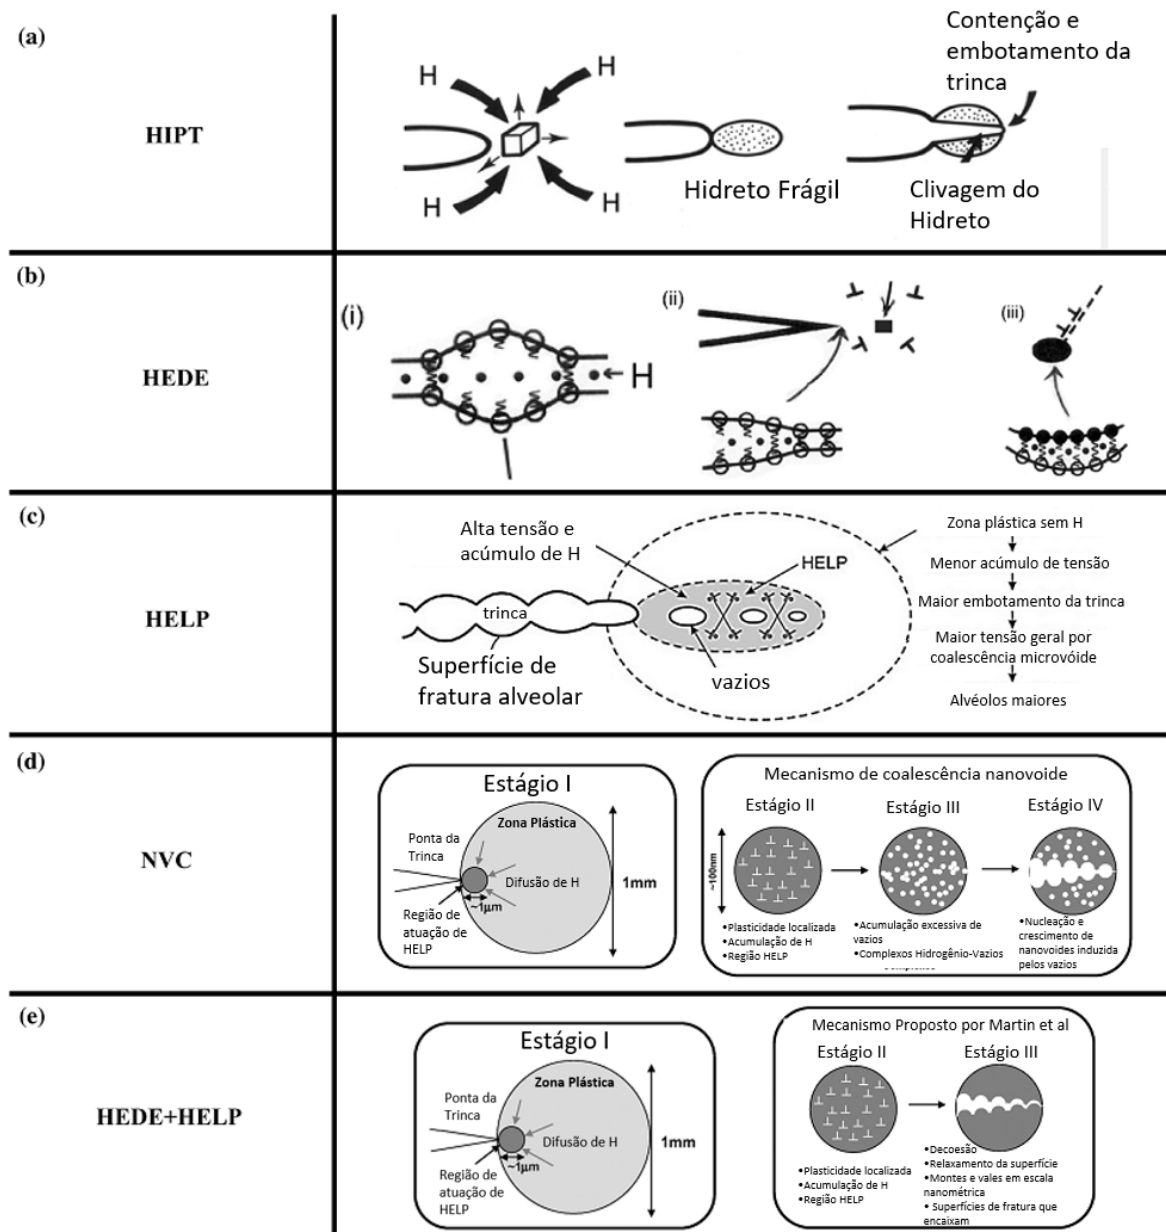 (a)
HIPT
H
H
H
H
Hidreto Frágil
Contenção e
embotamento da
trinca
Clivagem do
Hidreto
(b)
HEDE
(i)
H
(ii)
(iii)
(c)
HELP
Alta tensão e
acúmulo de H
HELP
trinca
Superfície de
fratura alveolar
vazios
Zona plástica sem H
Menor acúmulo de tensão
Maior embotamento da trinca
Maior tensão geral por
coalescência microvóide
Alvéolos maiores
(d)
NVC
Estágio I
Zona Plástica
Ponta da
Trinca
Difusão de H
1mm
~1μm
Região de
atuação de
HELP
Mecanismo de coalescência nanovoide
Estágio II
Estágio III
Estágio IV
~100nm
•Plasticidade localizada
•Acumulação de H
•Região HELP
•Acumulação excessiva de
vazios
•Complexos Hidrogênio-Vazios
•Nucleação e
crescimento de
nanovoides induzida
pelos vazios
(e)
HEDE+HELP
Estágio I
Zona Plástica
Ponta da
Trinca
Difusão de H
1mm
~1μm
Região de
atuação de
HELP
Mecanismo Proposto por Martin et al
Estágio II
Estágio III
•Plasticidade localizada
•Acumulação de H
•Região HELP
•Decoesão
•Relaxamento da superfície
•Montes e vales em escala
nanométrica
• Superfícies de fratura que
encaixam